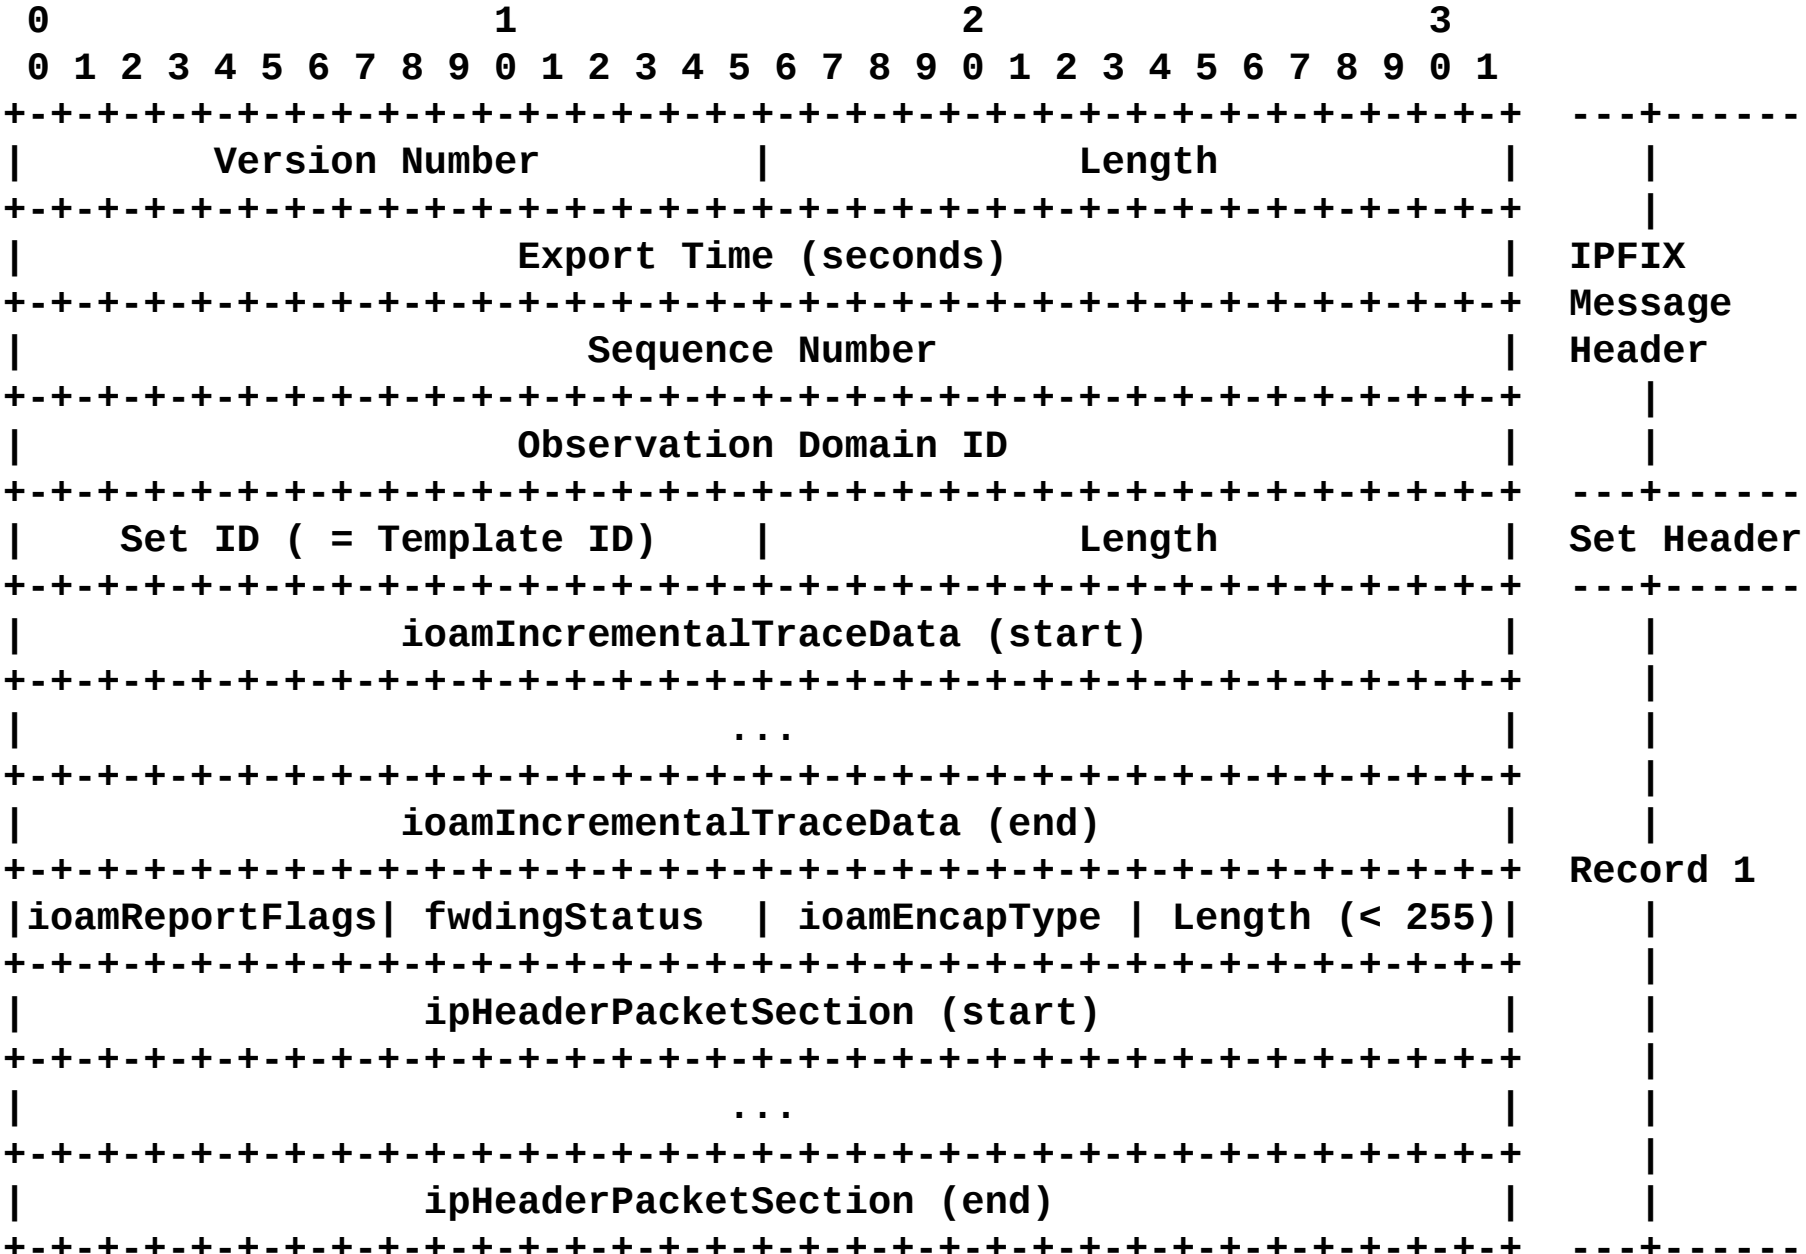 0                   1                   2                   3
 0 1 2 3 4 5 6 7 8 9 0 1 2 3 4 5 6 7 8 9 0 1 2 3 4 5 6 7 8 9 0 1
+-+-+-+-+-+-+-+-+-+-+-+-+-+-+-+-+-+-+-+-+-+-+-+-+-+-+-+-+-+-+-+-+  ---+------
|        Version Number         |             Length            |     |
+-+-+-+-+-+-+-+-+-+-+-+-+-+-+-+-+-+-+-+-+-+-+-+-+-+-+-+-+-+-+-+-+     |
|                     Export Time (seconds)                     |  IPFIX
+-+-+-+-+-+-+-+-+-+-+-+-+-+-+-+-+-+-+-+-+-+-+-+-+-+-+-+-+-+-+-+-+  Message
|                        Sequence Number                        |  Header
+-+-+-+-+-+-+-+-+-+-+-+-+-+-+-+-+-+-+-+-+-+-+-+-+-+-+-+-+-+-+-+-+     |
|                     Observation Domain ID                     |     |
+-+-+-+-+-+-+-+-+-+-+-+-+-+-+-+-+-+-+-+-+-+-+-+-+-+-+-+-+-+-+-+-+  ---+------
|    Set ID ( = Template ID)    |             Length            |  Set Header
+-+-+-+-+-+-+-+-+-+-+-+-+-+-+-+-+-+-+-+-+-+-+-+-+-+-+-+-+-+-+-+-+  ---+------
|                ioamIncrementalTraceData (start)               |     |
+-+-+-+-+-+-+-+-+-+-+-+-+-+-+-+-+-+-+-+-+-+-+-+-+-+-+-+-+-+-+-+-+     |
|                              ...                              |     |
+-+-+-+-+-+-+-+-+-+-+-+-+-+-+-+-+-+-+-+-+-+-+-+-+-+-+-+-+-+-+-+-+     |
|                ioamIncrementalTraceData (end)                 |     |
+-+-+-+-+-+-+-+-+-+-+-+-+-+-+-+-+-+-+-+-+-+-+-+-+-+-+-+-+-+-+-+-+  Record 1
|ioamReportFlags| fwdingStatus  | ioamEncapType | Length (< 255)|     |
+-+-+-+-+-+-+-+-+-+-+-+-+-+-+-+-+-+-+-+-+-+-+-+-+-+-+-+-+-+-+-+-+     |
|                 ipHeaderPacketSection (start)                 |     |
+-+-+-+-+-+-+-+-+-+-+-+-+-+-+-+-+-+-+-+-+-+-+-+-+-+-+-+-+-+-+-+-+     |
|                              ...                              |     |
+-+-+-+-+-+-+-+-+-+-+-+-+-+-+-+-+-+-+-+-+-+-+-+-+-+-+-+-+-+-+-+-+     |
|                 ipHeaderPacketSection (end)                   |     |
+-+-+-+-+-+-+-+-+-+-+-+-+-+-+-+-+-+-+-+-+-+-+-+-+-+-+-+-+-+-+-+-+  ---+------